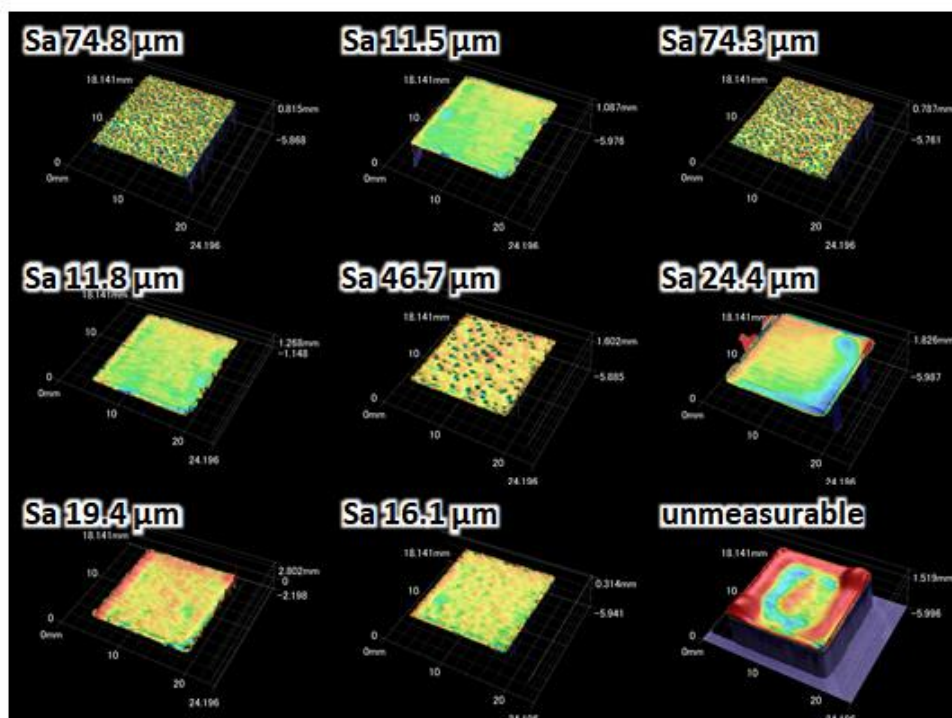 Sa 74.8 µm
18.141mm
10
0
0mm
10
20
24.196
0.815mm
-5.868
Sa 11.5 µm
18.141mm
10
0
0mm
10
20
24.196
1.087mm
-5.976
Sa 74.3 µm
18.141mm
10
0
0mm
10
20
24.196
0.787mm
-5.761
Sa 11.8 µm
18.141mm
10
0
0mm
10
20
24.196
1.268mm
-1.148
Sa 46.7 µm
18.141mm
10
0
0mm
10
20
24.196
1.602mm
-5.885
Sa 24.4 µm
18.141mm
10
0
0mm
10
20
24.196
1.826mm
-5.987
Sa 19.4 µm
18.141mm
10
0
0mm
10
20
24.196
2.802mm
0
-2.198
Sa 16.1 µm
18.141mm
10
0
0mm
10
20
24.196
0.314mm
-5.941
unmeasurable
18.141mm
10
0
0mm
10
20
24.196
1.519mm
-5.996